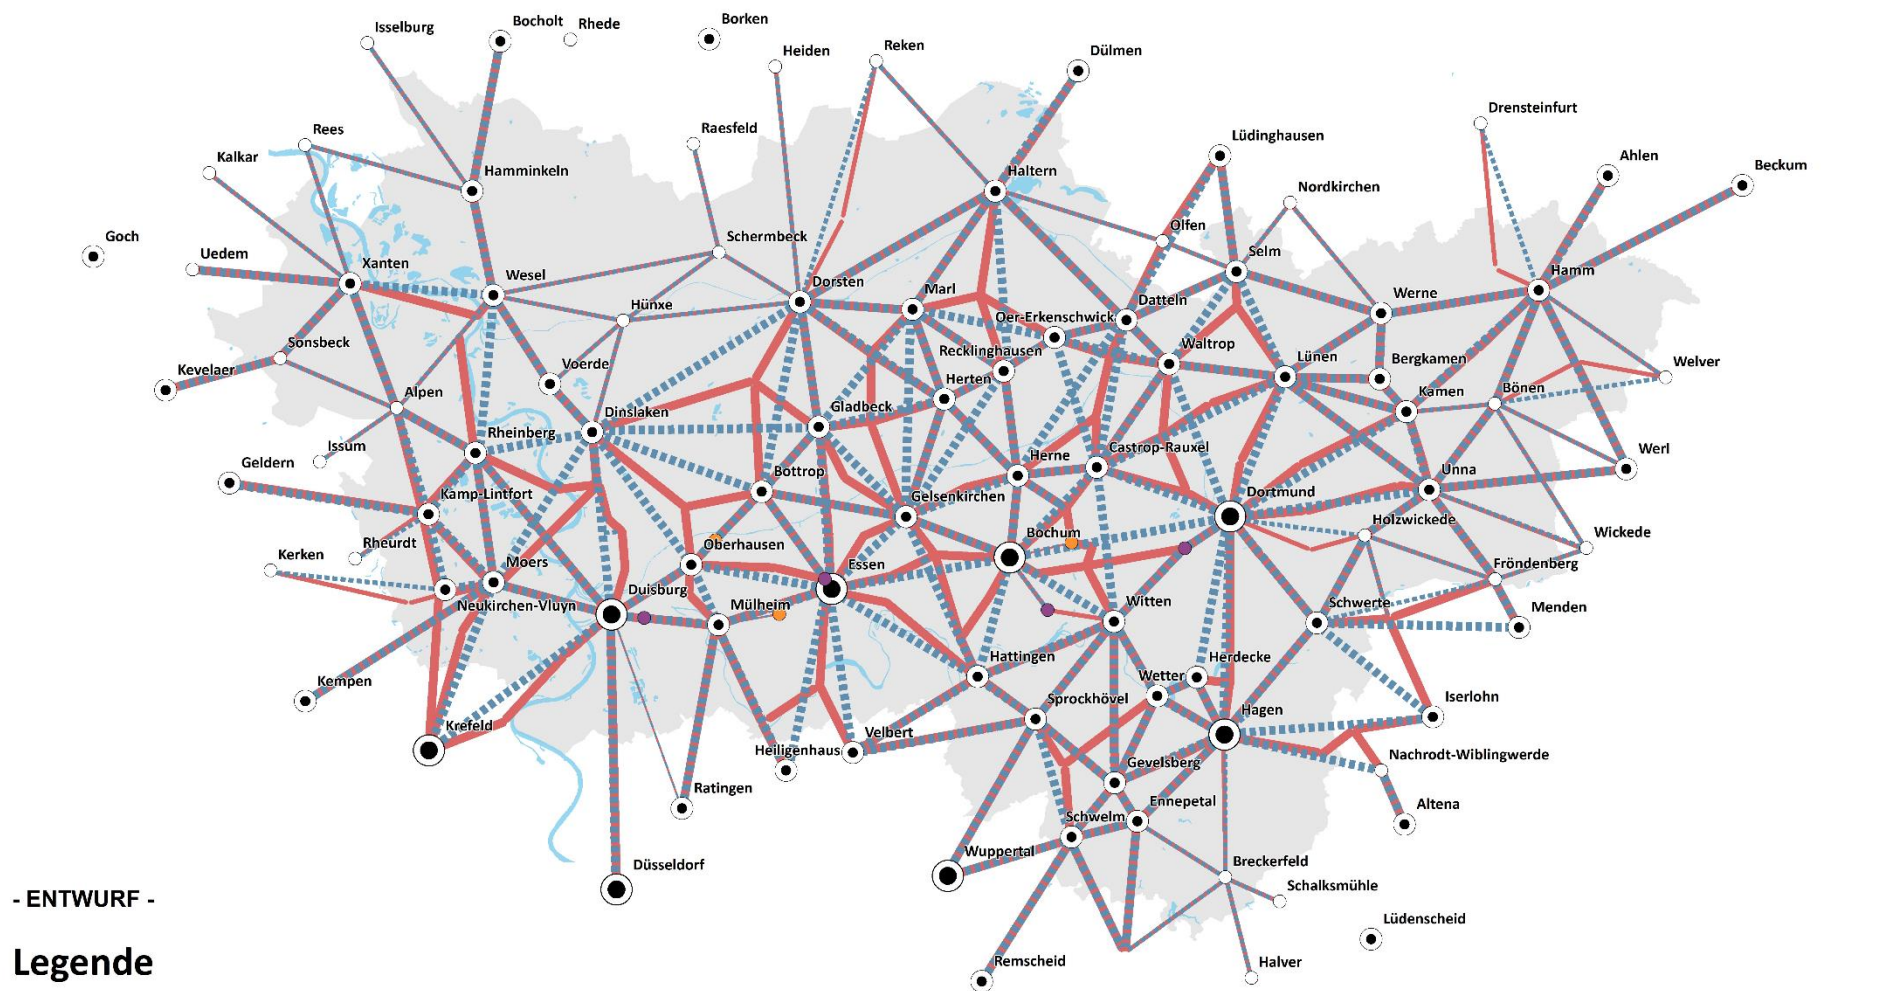 Isselburg
Bocholt
Rhede
Borken
Heiden
Reken
Dülmen
Drensteinfurt
Rees
Raesfeld
Lüdinghausen
Ahlen
Beckum
Kalkar
Hamminkeln
Haltern
Nordkirchen
Goch
Uedem
Xanten
Schermbeck
Olfen
Selm
Hamm
Wesel
Dorsten
Marl
Datteln
Werne
Hünxe
Oer-Erkenschwick
Sonsbeck
Recklinghausen
Waltrop
Lünen
Bergkamen
Welver
Kevelaer
Voerde
Herten
Kamen
Bönen
Alpen
Dinslaken
Gladbeck
Issum
Rheinberg
Castrop-Rauxel
Herne
Werl
Geldern
Bottrop
Unna
Kamp-Lintfort
Gelsenkirchen
Dortmund
Holzwickede
Kerken
Rheurdt
Oberhausen
Bochum
Wickede
Moers
Essen
Fröndenberg
Duisburg
Neukirchen-Vluyn
Mülheim
Witten
Schwerte
Menden
Hattingen
Herdecke
Kempen
Wetter
Sprockhövel
Iserlohn
Krefeld
Hagen
Heiligenhaus
Velbert
Nachrodt-Wiblingwerde
Gevelsberg
Ratingen
Ennepetal
Altena
Schwelm
Düsseldorf
Wuppertal
Breckerfeld
Schalksmühle
- ENTWURF -
Lüdenscheid
Legende
Remscheid
Halver